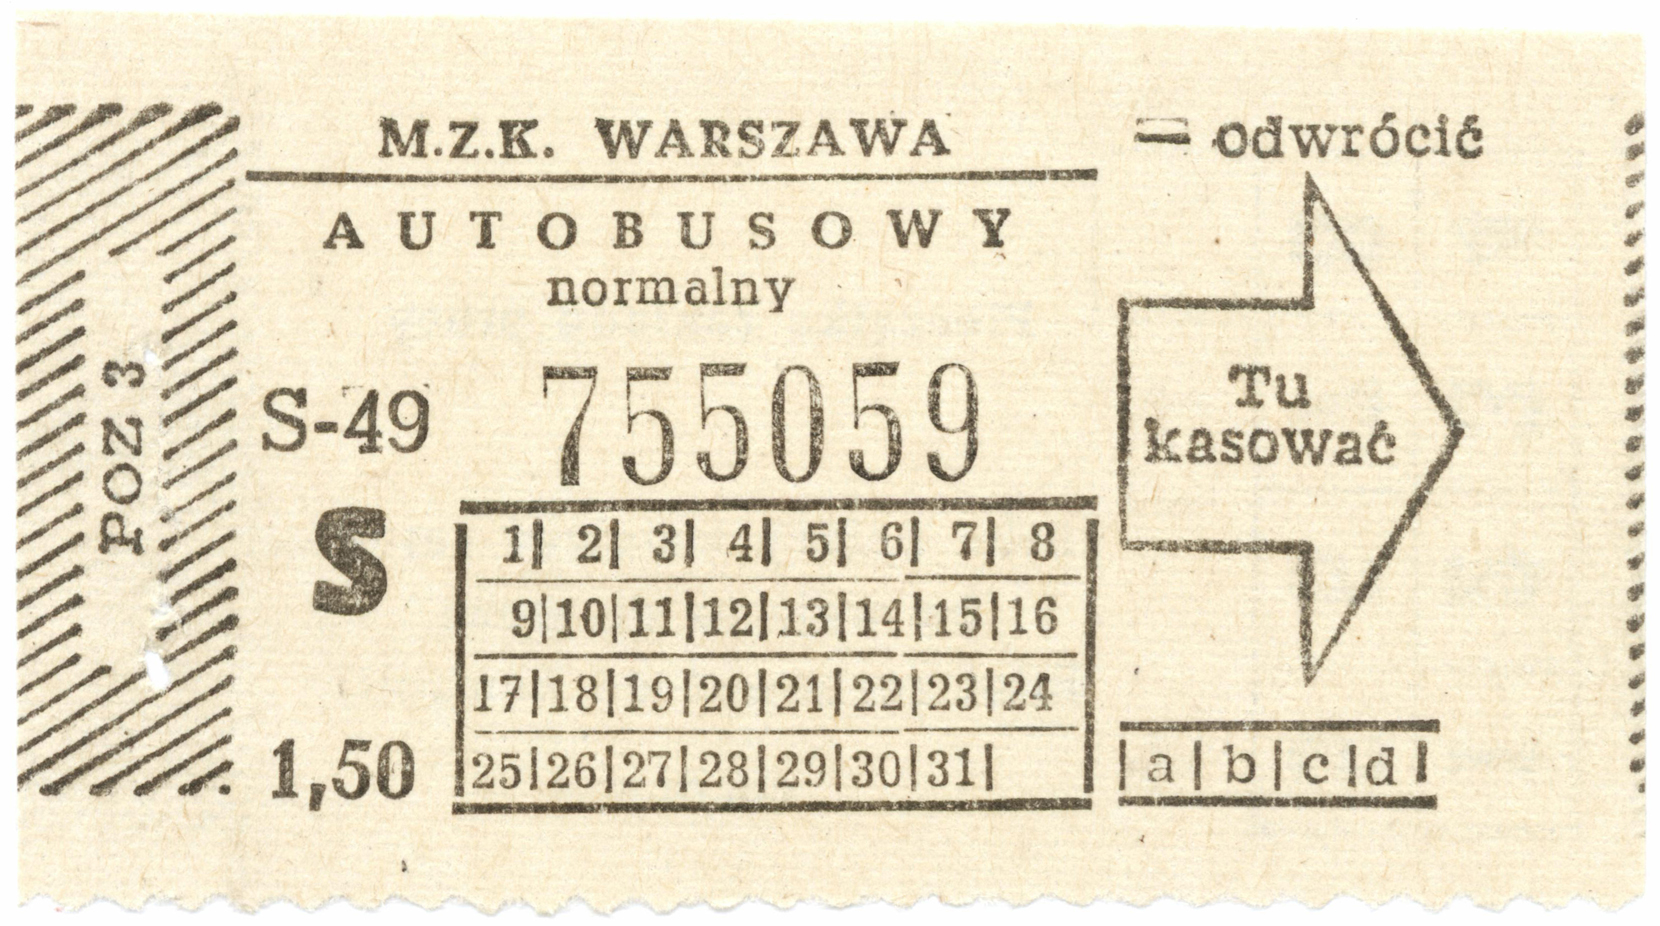 M.Z.K. WARSZAWA
AUTOBUSOWY
normalny
S-49 755059
S
1,50
1| 2| 3| 4| 5| 6| 7| 8
9|10|11|12|13|14|15|16
17|18|19|20|21|22|23|24
25|26|27|28|29|30|31|
= odwrócić
Tu
kasować
|a|b|c|d|
POZ 3